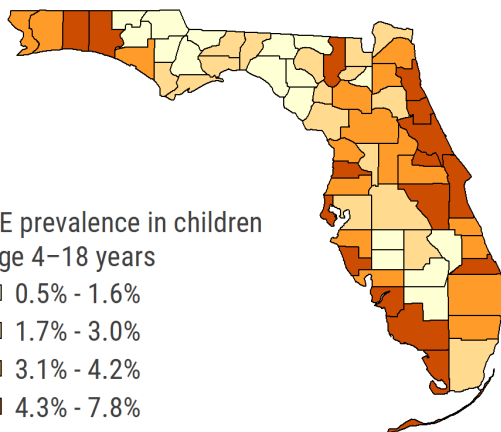 E prevalence in children
ge 4–18 years
0.5% - 1.6%
1.7% - 3.0%
3.1% - 4.2%
4.3% - 7.8%